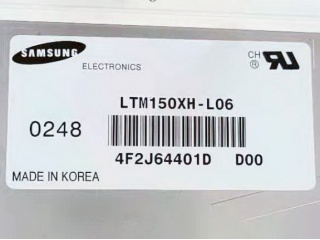 SAMSUNG
ELECTRONICS
CH
®
LTM150XH-L06
0248
4F2J64401D D00
MADE IN KOREA